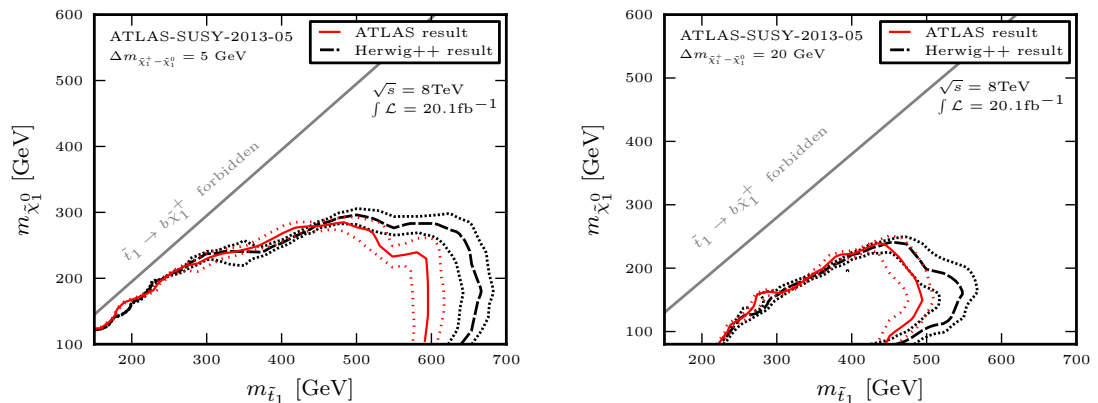 600
500
400
300
200
100
200
300
400
500
600
700
m_{χ̃₁⁰} [GeV]
m_{t̃₁} [GeV]
ATLAS-SUSY-2013-05
Δm_{χ̃₁⁺−χ̃₁⁰} = 5 GeV
ATLAS result
Herwig++ result
√s = 8TeV
∫ℒ = 20.1fb⁻¹
t̃₁ → bχ̃₁⁺ forbidden
600
500
400
300
200
100
200
300
400
500
600
700
m_{χ̃₁⁰} [GeV]
m_{t̃₁} [GeV]
ATLAS-SUSY-2013-05
Δm_{χ̃₁⁺−χ̃₁⁰} = 20 GeV
ATLAS result
Herwig++ result
√s = 8TeV
∫ℒ = 20.1fb⁻¹
t̃₁ → bχ̃₁⁺ forbidden